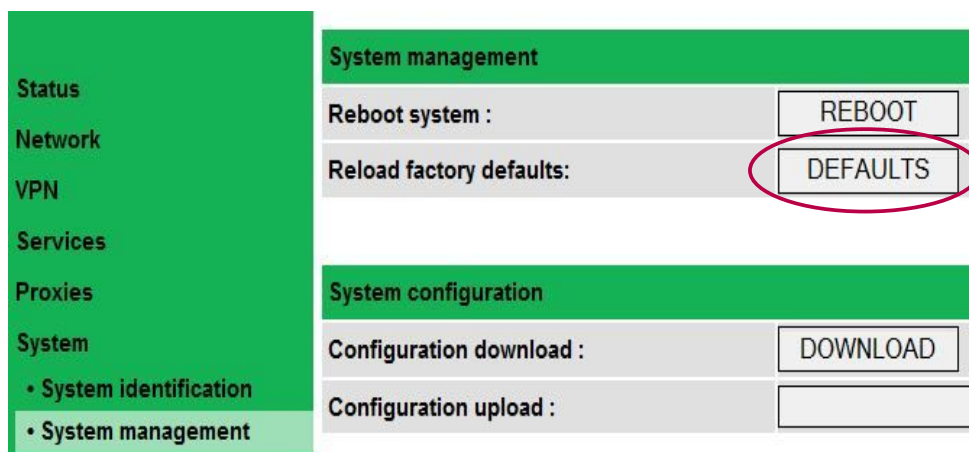 Status
Network
VPN
Services
Proxies
System
• System identification
• System management
System management
Reboot system :
REBOOT
Reload factory defaults:
DEFAULTS
System configuration
Configuration download :
DOWNLOAD
Configuration upload :